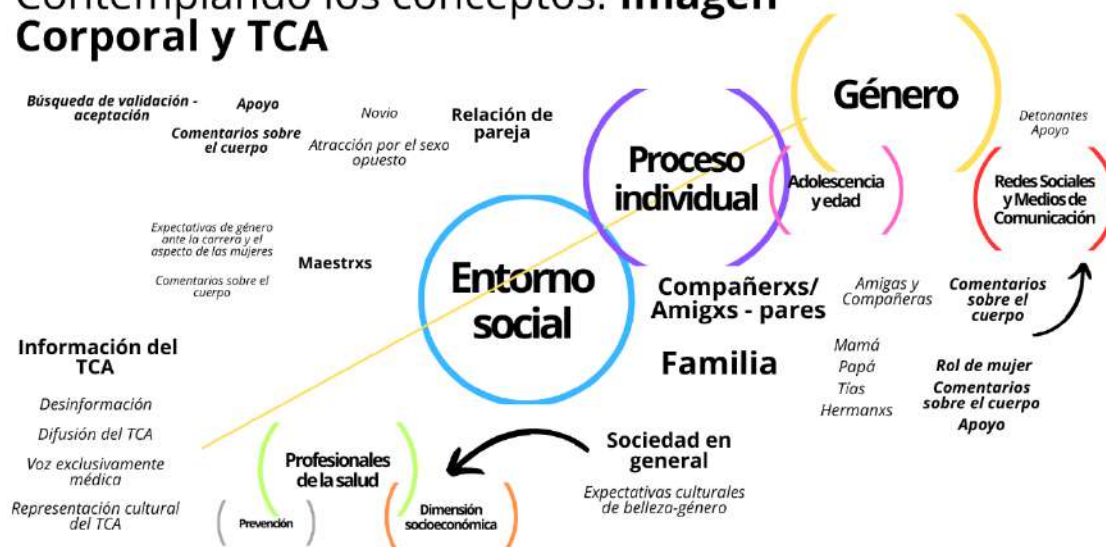 Contemplando los conceptos: Imagen
Corporal y TCA
Búsqueda de validación -
aceptación
Apoyo
Comentarios sobre
el cuerpo
Novio
Atracción por el sexo
opuesto
Relación de
pareja
Género
Detonantes
Apoyo
Proceso
individual
Adolescencia
y edad
Redes Sociales
y Medios de
Comunicación
Expectativas de género
ante la carrera y el
aspecto de las mujeres
Comentarios sobre el
cuerpo
Maestrxs
Entorno
social
Compañerxs/
Amigxs - pares
Amigas y
Compañeras
Comentarios
sobre el
cuerpo
Familia
Mamá
Papá
Tías
Hermanxs
Rol de mujer
Comentarios
sobre el cuerpo
Apoyo
Información del
TCA
Desinformación
Difusión del TCA
Voz exclusivamente
médica
Representación cultural
del TCA
Profesionales
de la salud
Prevención
Dimensión
socioeconómica
Sociedad en
general
Expectativas culturales
de belleza-género